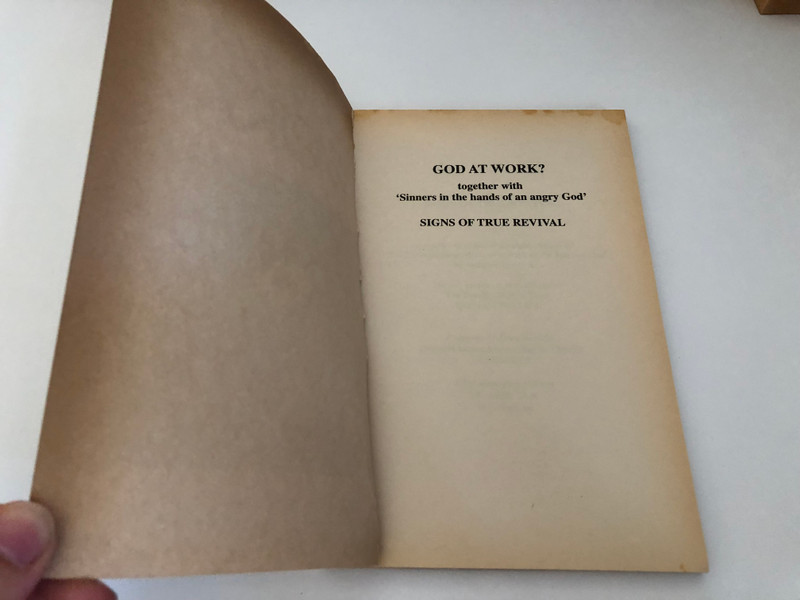 GOD AT WORK?
together with
‘Sinners in the hands of an angry God’
SIGNS OF TRUE REVIVAL